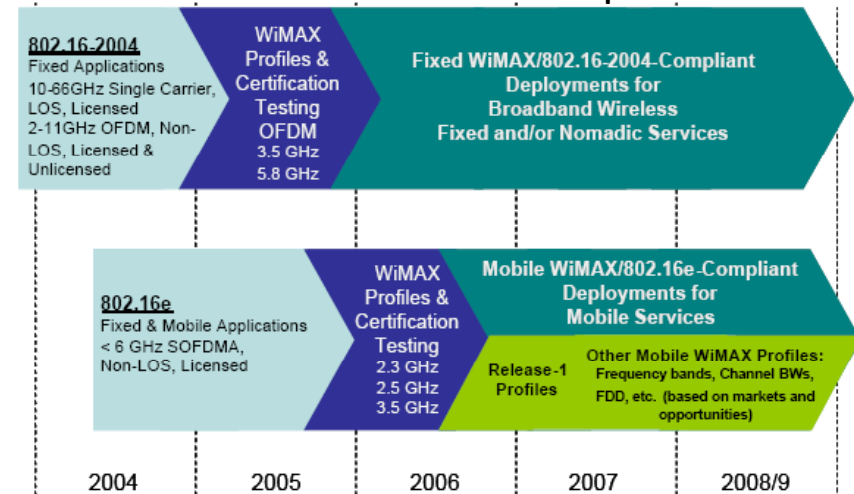 802.16-2004
Fixed Applications
10-66GHz Single Carrier,
LOS, Licensed
2-11GHz OFDM, Non-
LOS, Licensed &
Unlicensed
WiMAX
Profiles &
Certification
Testing
OFDM
3.5 GHz
5.8 GHz
Fixed WiMAX/802.16-2004-Compliant
Deployments for
Broadband Wireless
Fixed and/or Nomadic Services
802.16e
Fixed & Mobile Applications
< 6 GHz SOFDMA,
Non-LOS, Licensed
WiMAX
Profiles &
Certification
Testing
2.3 GHz
2.5 GHz
3.5 GHz
Mobile WiMAX/802.16e-Compliant
Deployments for
Mobile Services
Release-1
Profiles
Other Mobile WiMAX Profiles:
Frequency bands, Channel BWs,
FDD, etc. (based on markets and
opportunities)
2004
2005
2006
2007
2008/9